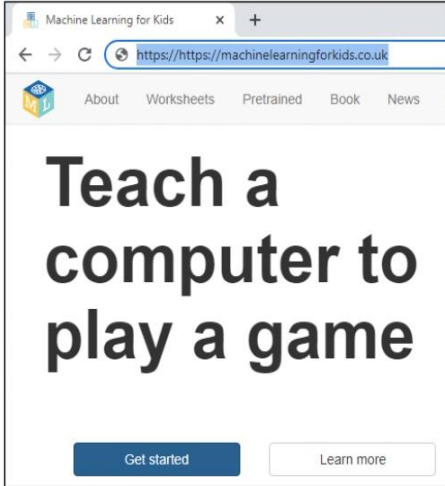 Machine Learning for Kids
https://https://machinelearningforkids.co.uk
ML
About Worksheets Pretrained Book News
Teach a
computer to
play a game
Get started Learn more